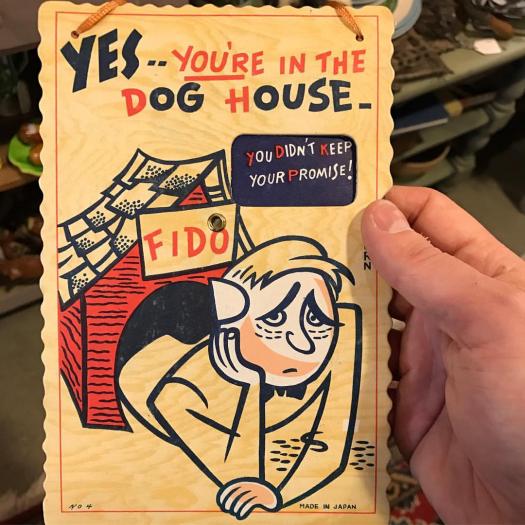 YES-- YOU'RE IN THE
DOG HOUSE-
YOU DIDN'T KEEP
YOUR PROMISE!
FIDO
NO 4
MADE IN JAPAN